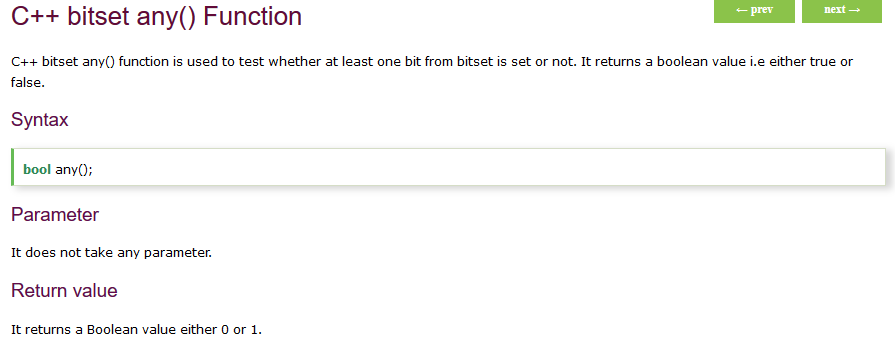 C++ bitset any() Function
← prev
next →
C++ bitset any() function is used to test whether at least one bit from bitset is set or not. It returns a boolean value i.e either true or
false.
Syntax
bool any();
Parameter
It does not take any parameter.
Return value
It returns a Boolean value either 0 or 1.